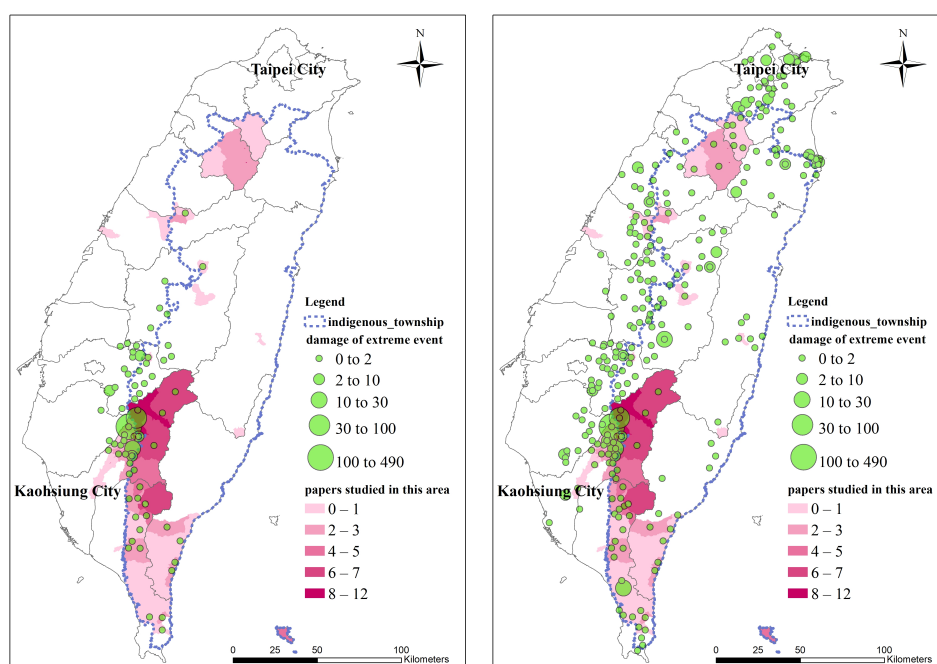 N
Taipei City
Legend
indigenous_township
damage of extreme event
0 to 2
2 to 10
10 to 30
30 to 100
100 to 490
Kaohsiung City
papers studied in this area
0 – 1
2 – 3
4 – 5
6 – 7
8 – 12
0 25 50 100
Kilometers
N
Taipei City
Legend
indigenous_township
damage of extreme event
0 to 2
2 to 10
10 to 30
30 to 100
100 to 490
Kaohsiung City
papers studied in this area
0 – 1
2 – 3
4 – 5
6 – 7
8 – 12
0 25 50 100
Kilometers